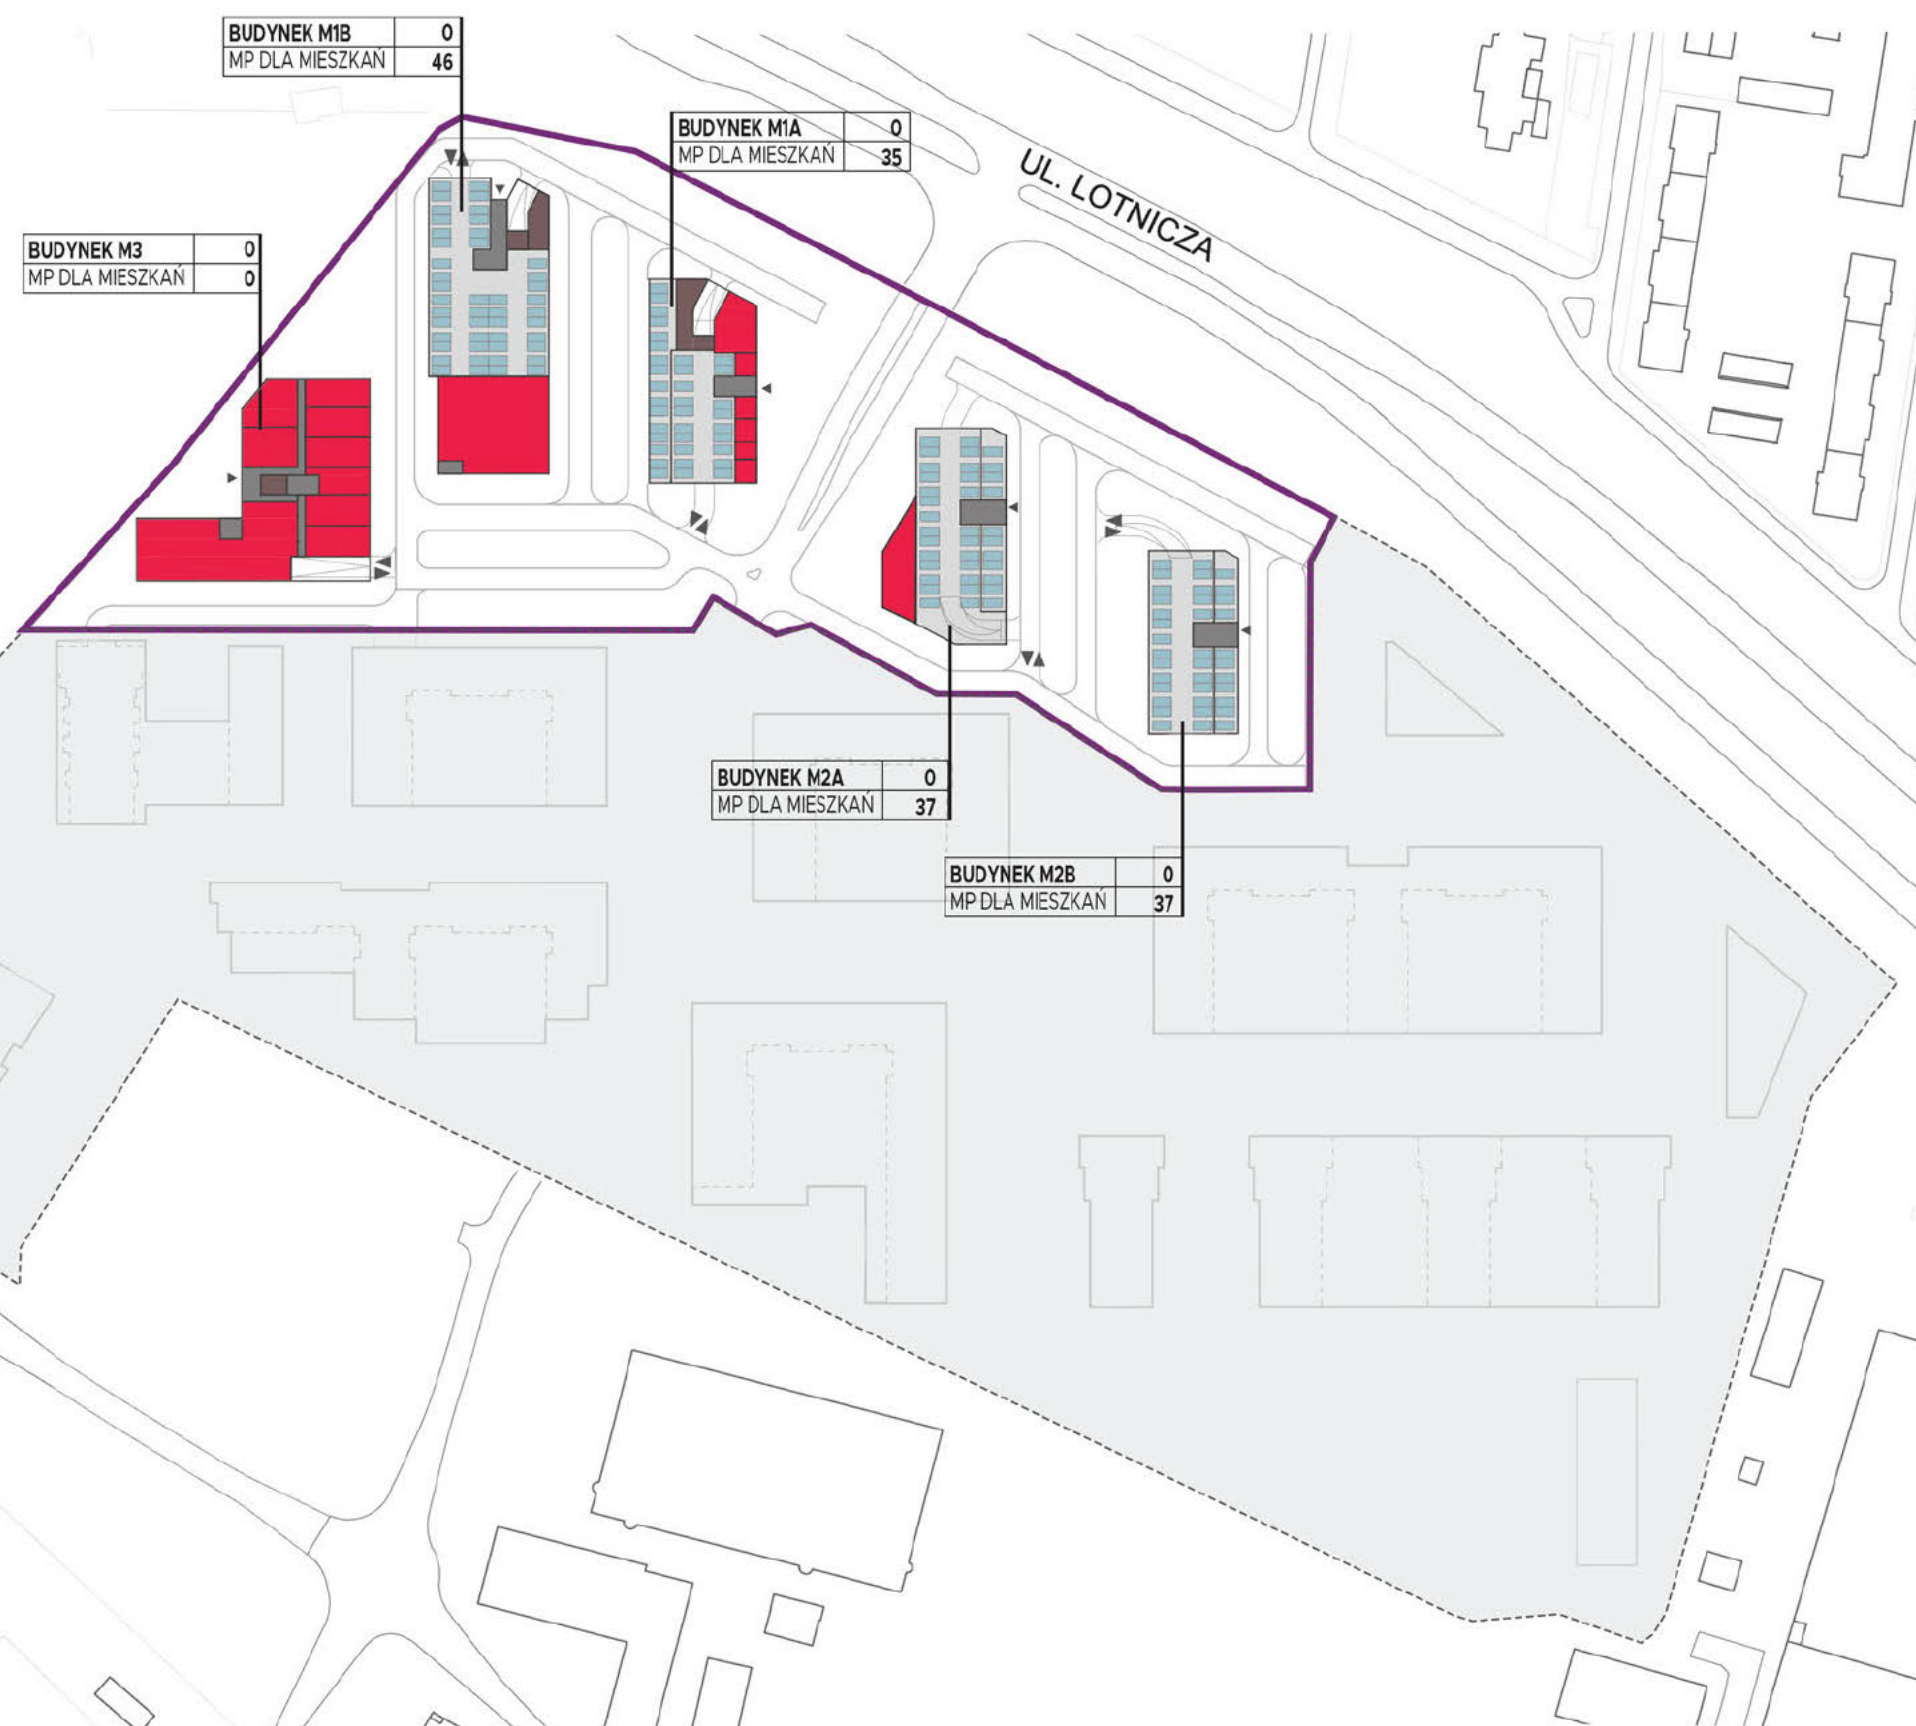 BUDYNEK M1B 0
MP DLA MIESZKAŃ 46
BUDYNEK M1A 0
MP DLA MIESZKAŃ 35
UL. LOTNICZA
BUDYNEK M3 0
MP DLA MIESZKAŃ 0
BUDYNEK M2A 0
MP DLA MIESZKAŃ 37
BUDYNEK M2B 0
MP DLA MIESZKAŃ 37